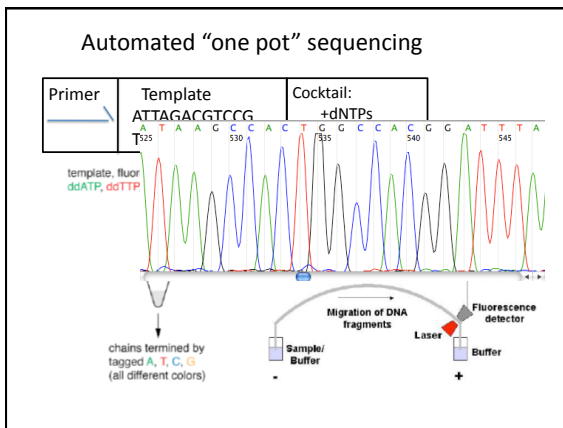 Automated “one pot” sequencing
Primer
Template
ATTAGACGTCCG
T
Cocktail:
+dNTPs
A T A A G C C A C T G G C C A C G G A T T T A
525 530 535 540 545
template, fluor
ddATP, ddTTP
chains termined by
tagged A, T, C, G
(all different colors)
Migration of DNA
fragments
Fluorescence
detector
Laser
Sample/
Buffer
Buffer
- +